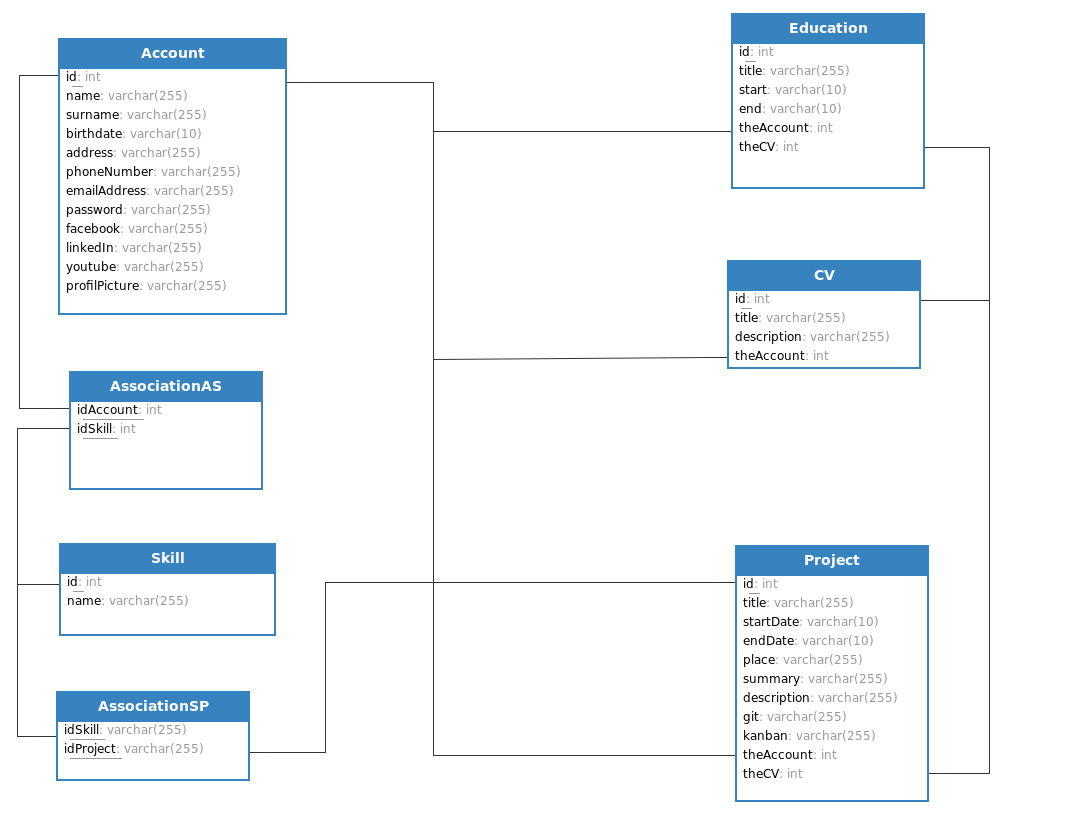 Account
id: int
name: varchar(255)
surname: varchar(255)
birthdate: varchar(10)
address: varchar(255)
phoneNumber: varchar(255)
emailAddress: varchar(255)
password: varchar(255)
facebook: varchar(255)
linkedIn: varchar(255)
youtube: varchar(255)
profilPicture: varchar(255)
AssociationAS
idAccount: int
idSkill: int
Skill
id: int
name: varchar(255)
AssociationSP
idSkill: varchar(255)
idProject: varchar(255)
Education
id: int
title: varchar(255)
start: varchar(10)
end: varchar(10)
theAccount: int
theCV: int
CV
id: int
title: varchar(255)
description: varchar(255)
theAccount: int
Project
id: int
title: varchar(255)
startDate: varchar(10)
endDate: varchar(10)
place: varchar(255)
summary: varchar(255)
description: varchar(255)
git: varchar(255)
kanban: varchar(255)
theAccount: int
theCV: int